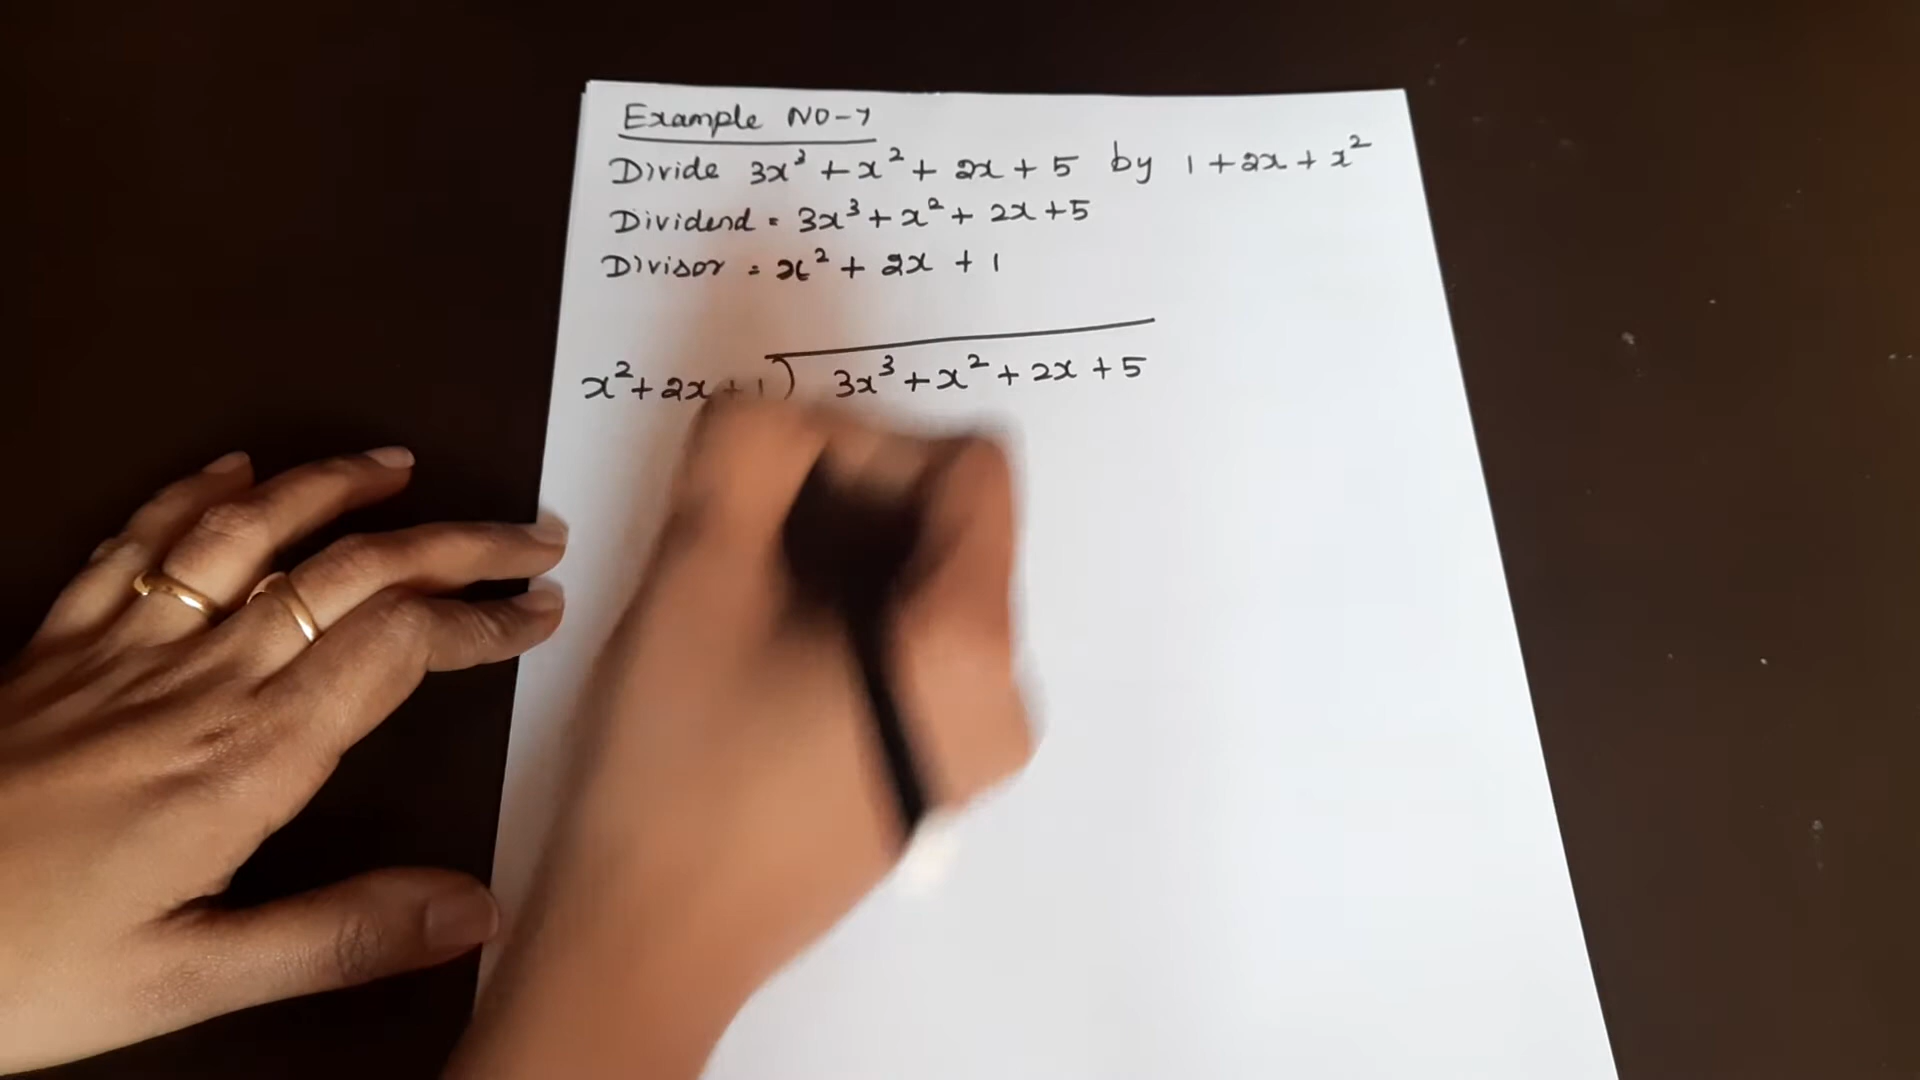 Example NO-7
Divide 3x³ + x² + 2x + 5 by 1 + 2x + x²
Dividend = 3x³ + x² + 2x + 5
Divisor = x² + 2x + 1
x² + 2x + 1 ) 3x³ + x² + 2x + 5